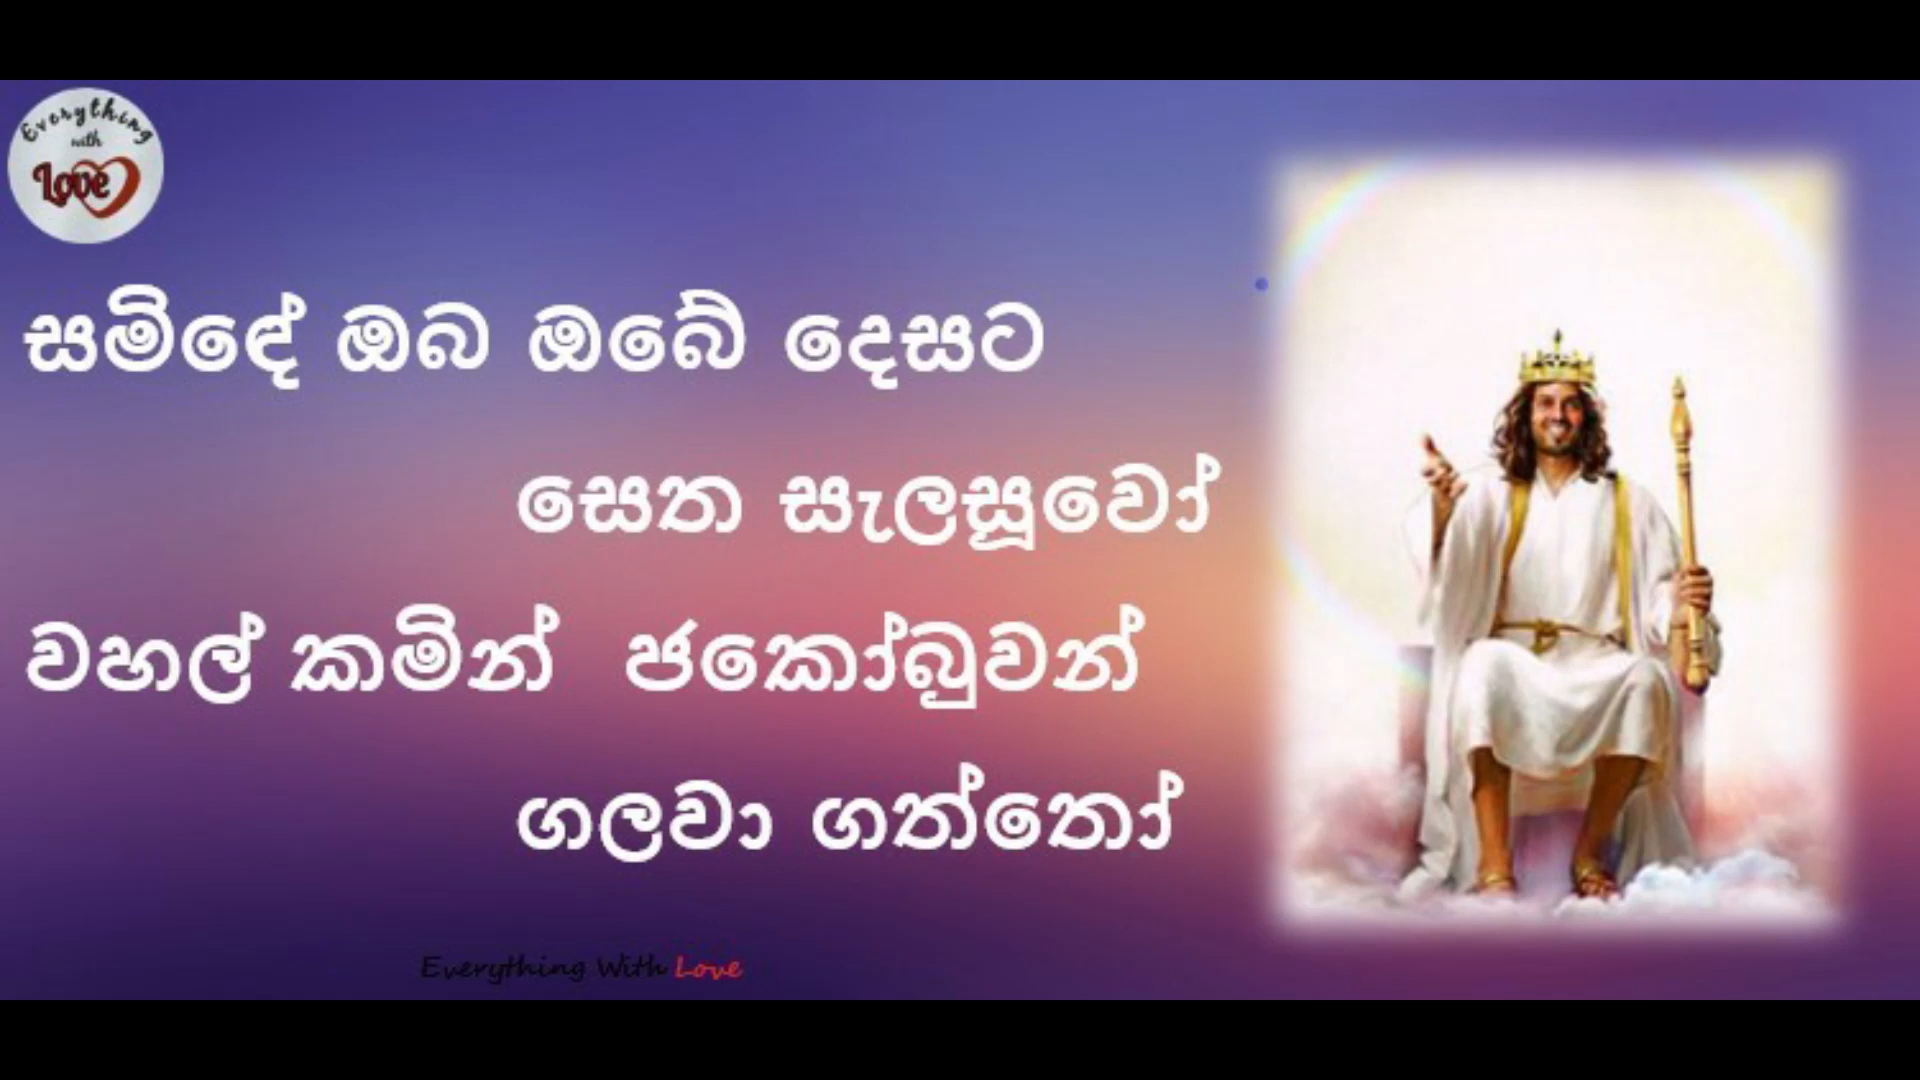 Everything
with
Love
සමිඳේ ඔබ ඔබේ දෙසට
සෙත සැලසූවෝ
වහල් කමින් ජකෝබුවන්
ගලවා ගත්තෝ
Everything With Love